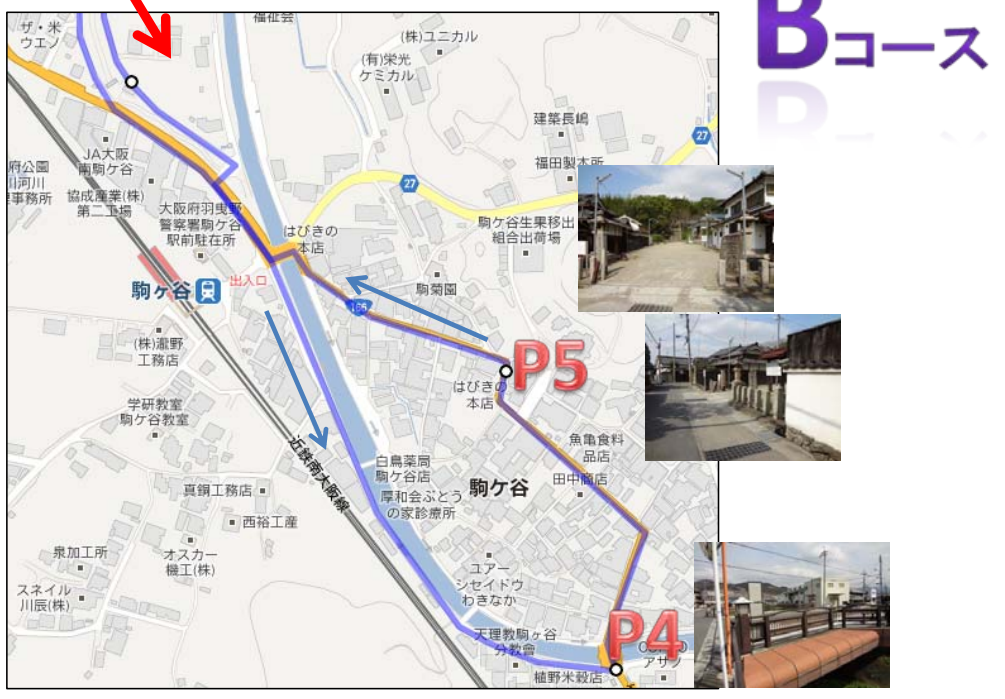 Bコース
福祉会
ザ・米
ウエノ
(株)ユニカル
(有)栄光
ケミカル
建築長嶋
27
JA大阪
南駒ケ谷
福田製本所
府公園
川河川
事務所
協成産業(株)
第二工場
27
大阪府羽曳野
警察署駒ケ谷
駅前駐在所
はびきの
本店
駒ケ谷生果移出
組合出荷場
出入口
駒ヶ谷
駒菊園
166
(株)瀧野
工務店
P5
はびきの
本店
学研教室
駒ケ谷教室
魚亀食料
品店
近鉄南大阪線
白鳥薬局
駒ケ谷店
田中商店
駒ケ谷
真鋼工務店
厚和会ぶとう
の家診療所
西裕工産
泉加工所
オスカー
機工(株)
ユアー
シセイドウ
わきなか
スネイル
川辰(株)
天理教駒ヶ谷
分教會
P4
アサノ
植野米穀店